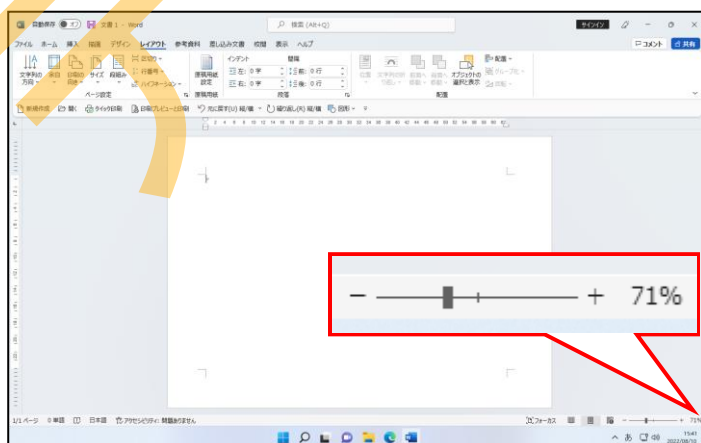 自動保存 オフ 文書 1 - Word 検索 (Alt+Q) サインイン
ファイル ホーム 挿入 描画 デザイン レイアウト 参考資料 差し込み文書 校閲 表示 ヘルプ コメント 共有
文字列の方向 余白 印刷の向き サイズ 段組み 区切り 行番号 ハイフネーション
原稿用紙設定
インデント 間隔
左: 0 字 前: 0 行
右: 0 字 後: 0 行
位置 文字列の折り返し 前面へ移動 背面へ移動 オブジェクトの選択と表示 配置 グループ化 回転
ページ設定 原稿用紙 段落 配置
新規作成 開く クイック印刷 印刷プレビューと印刷 元に戻す(U) 縦/横 繰り返し(R) 縦/横 図形
71%
1/1 ページ 0 単語 日本語 アクセシビリティ: 問題ありません フォーカス 71%
あ 15:41
2022/08/10